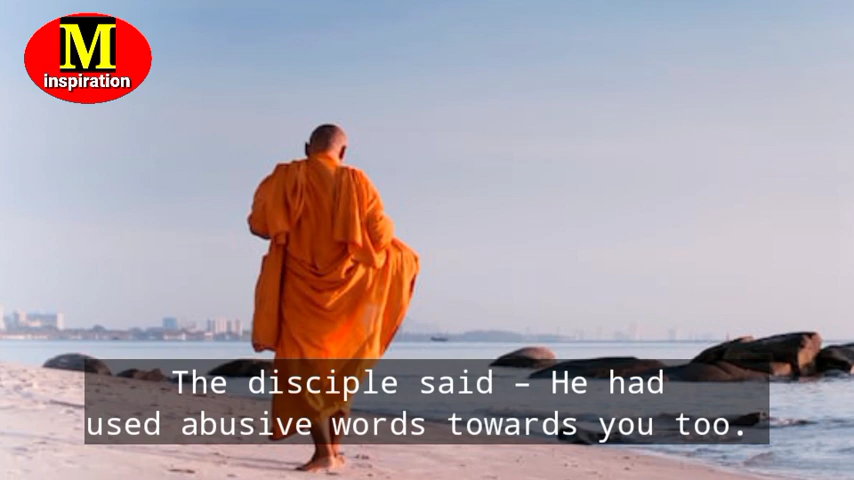 M
inspiration
The disciple said – He had
used abusive words towards you too.